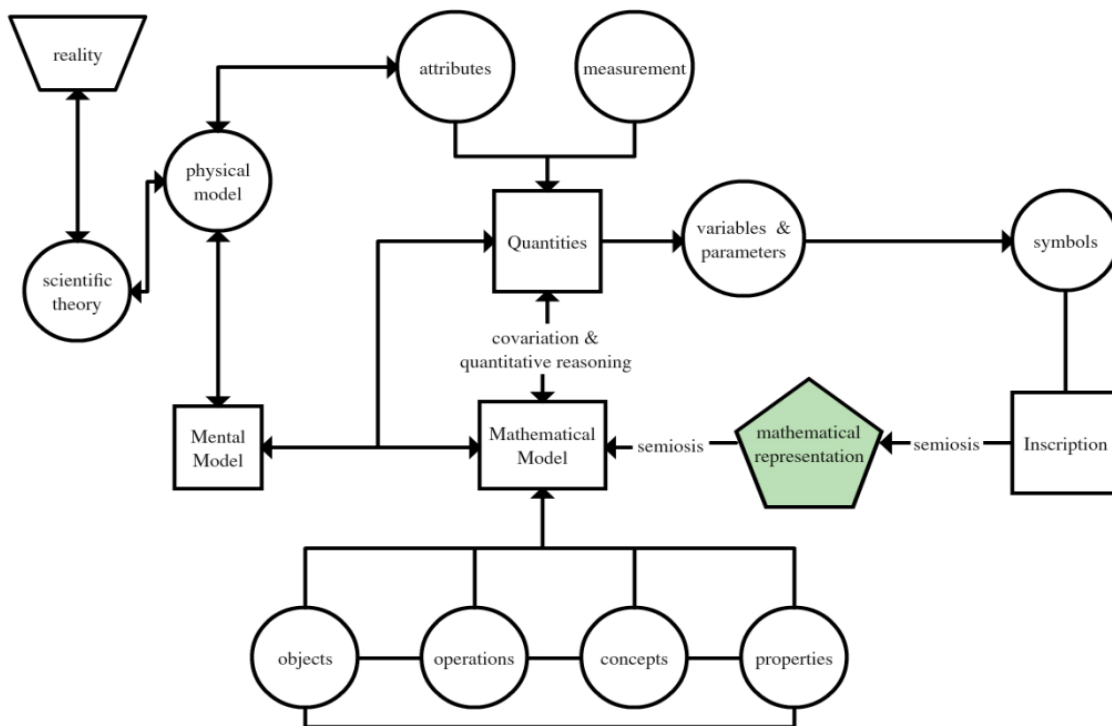 reality
attributes
measurement
physical
model
Quantities
variables &
parameters
symbols
scientific
theory
covariation &
quantitative reasoning
Mental
Model
Mathematical
Model
semiosis
mathematical
representation
semiosis
Inscription
objects
operations
concepts
properties